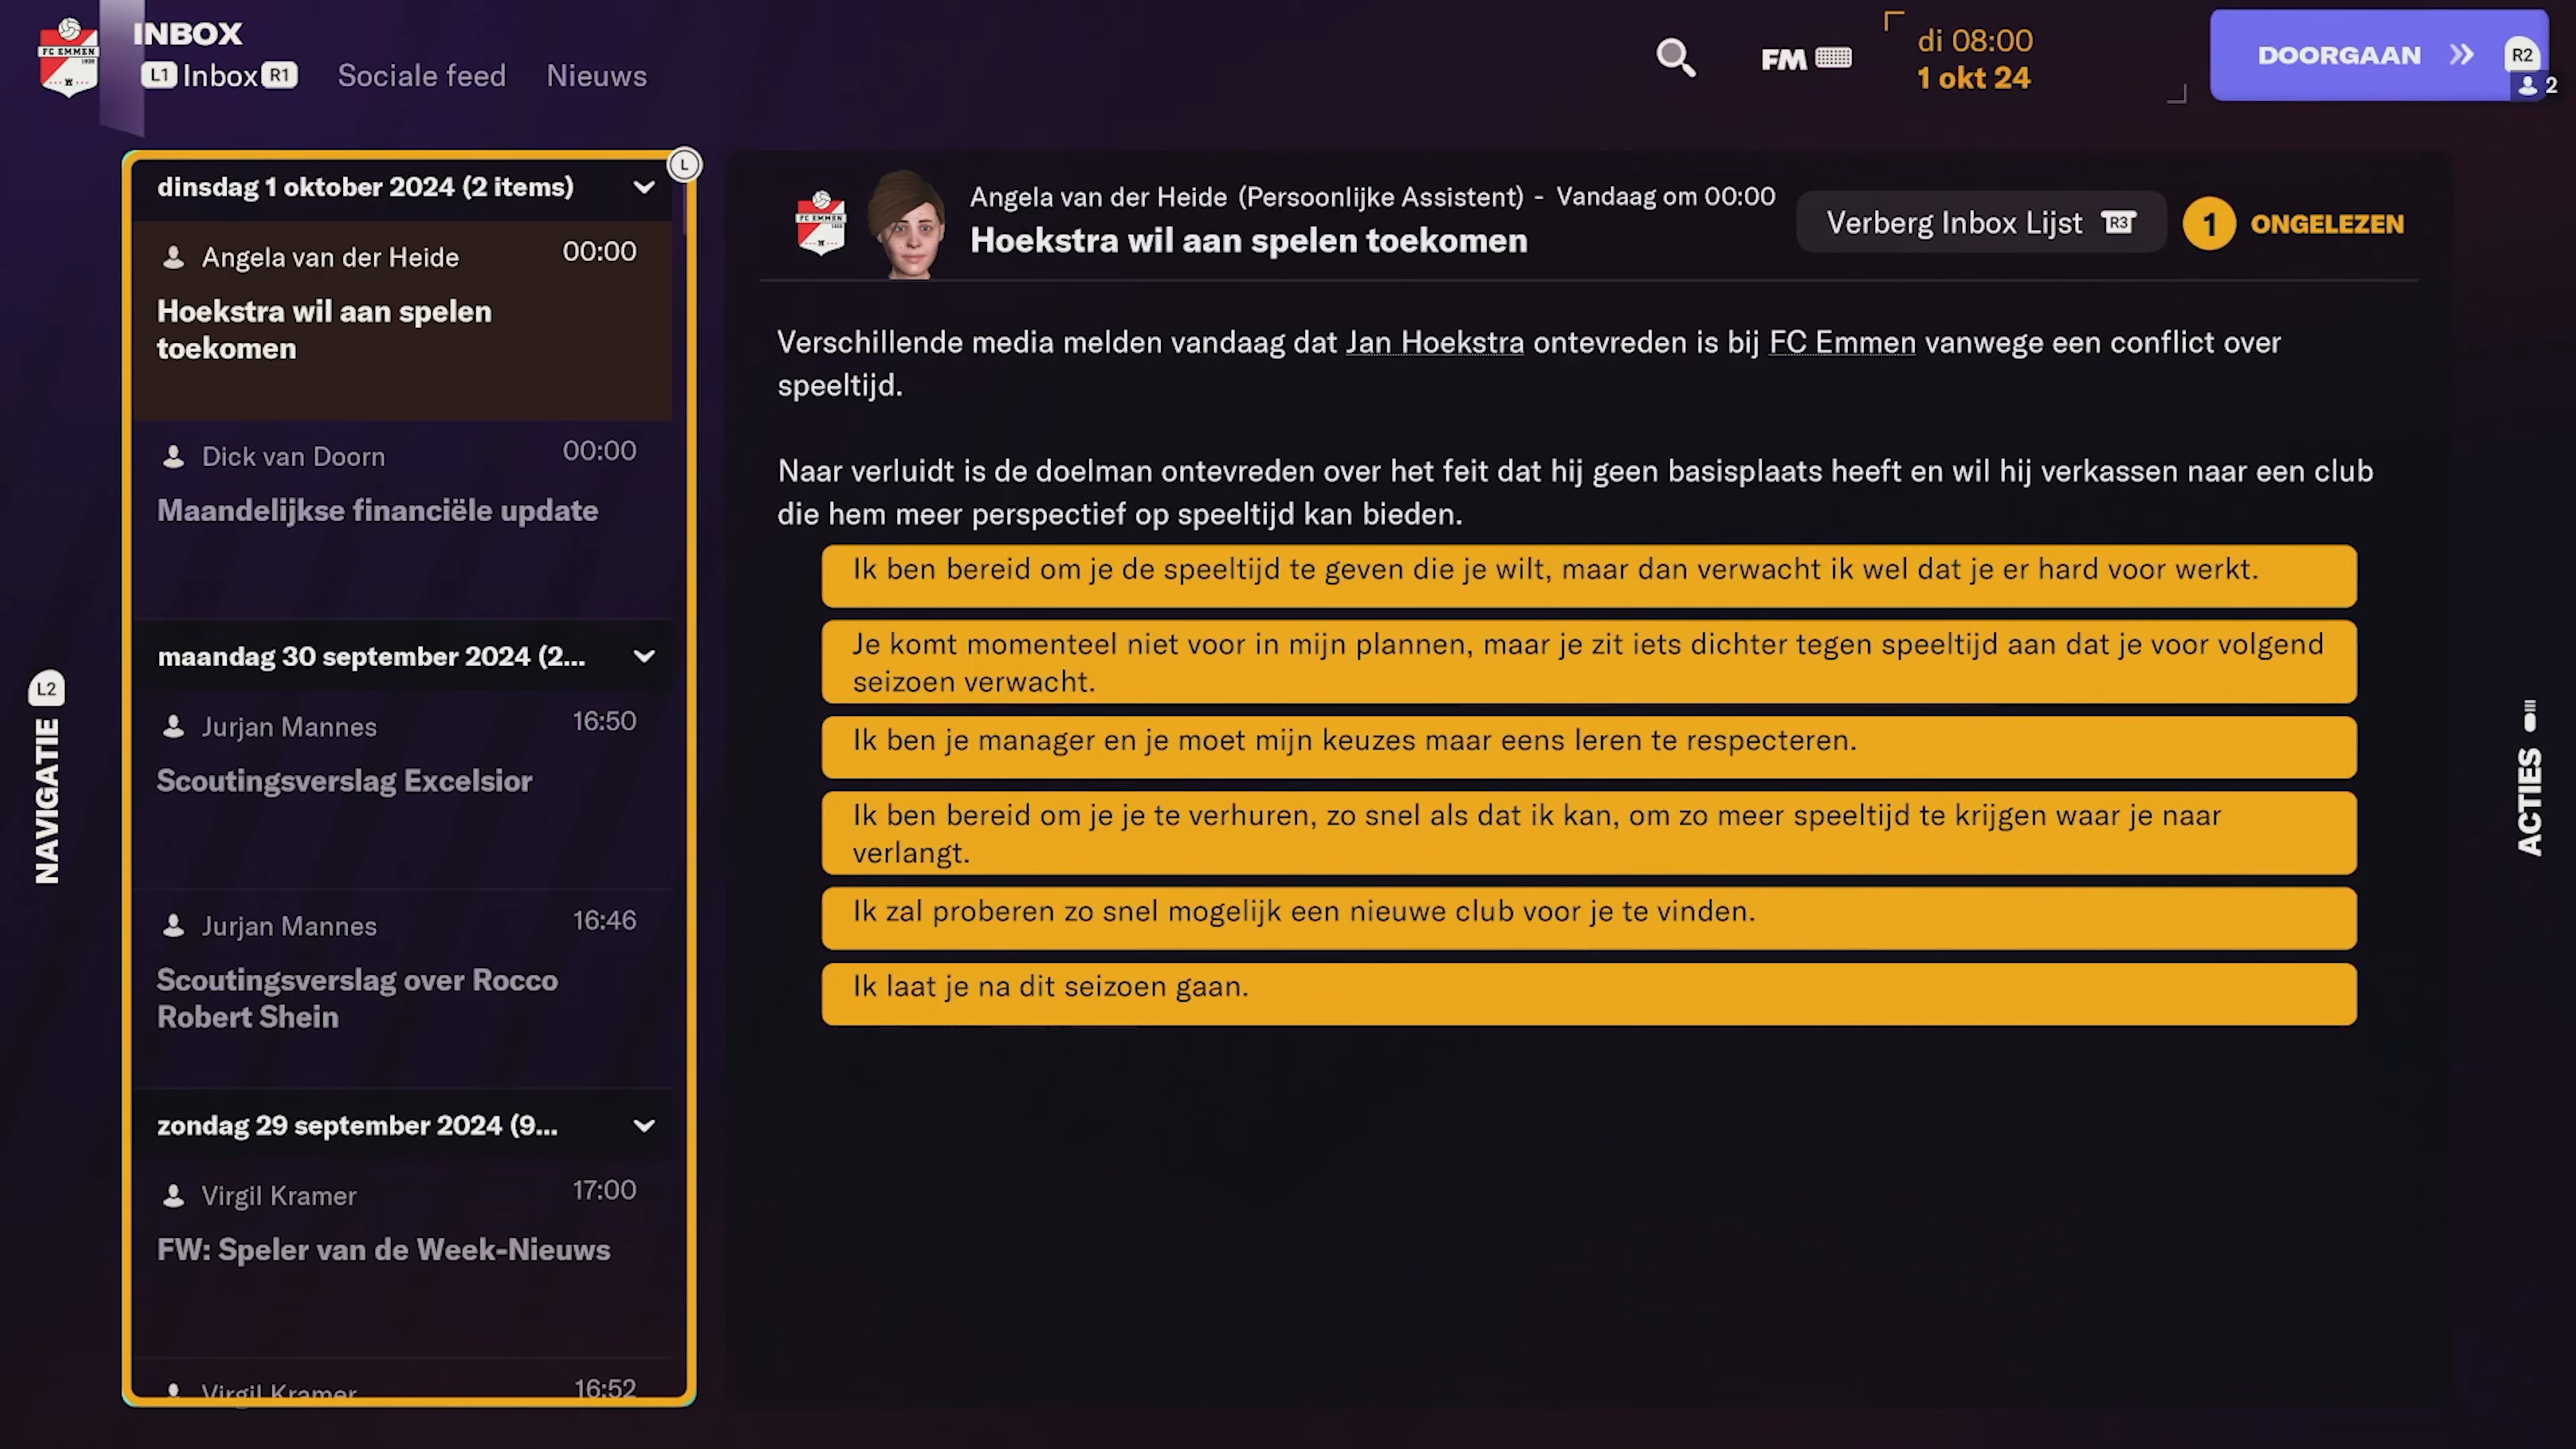 INBOX
L1 Inbox R1 Sociale feed Nieuws
FM
di 08:00
1 okt 24
DOORGAAN R2
2
FC EMMEN
NAVIGATIE L2
L
dinsdag 1 oktober 2024 (2 items)
Angela van der Heide 00:00
Hoekstra wil aan spelen
toekomen
Dick van Doorn 00:00
Maandelijkse financiële update
maandag 30 september 2024 (2...
Jurjan Mannes 16:50
Scoutingsverslag Excelsior
Jurjan Mannes 16:46
Scoutingsverslag over Rocco
Robert Shein
zondag 29 september 2024 (9...
Virgil Kramer 17:00
FW: Speler van de Week-Nieuws
Virgil Kramer 16:52
FC EMMEN
Angela van der Heide (Persoonlijke Assistent) - Vandaag om 00:00
Hoekstra wil aan spelen toekomen
Verberg Inbox Lijst R3
1 ONGELEZEN
Verschillende media melden vandaag dat Jan Hoekstra ontevreden is bij FC Emmen vanwege een conflict over
speeltijd.
Naar verluidt is de doelman ontevreden over het feit dat hij geen basisplaats heeft en wil hij verkassen naar een club
die hem meer perspectief op speeltijd kan bieden.
Ik ben bereid om je de speeltijd te geven die je wilt, maar dan verwacht ik wel dat je er hard voor werkt.
Je komt momenteel niet voor in mijn plannen, maar je zit iets dichter tegen speeltijd aan dat je voor volgend
seizoen verwacht.
Ik ben je manager en je moet mijn keuzes maar eens leren te respecteren.
Ik ben bereid om je je te verhuren, zo snel als dat ik kan, om zo meer speeltijd te krijgen waar je naar
verlangt.
Ik zal proberen zo snel mogelijk een nieuwe club voor je te vinden.
Ik laat je na dit seizoen gaan.
ACTIES